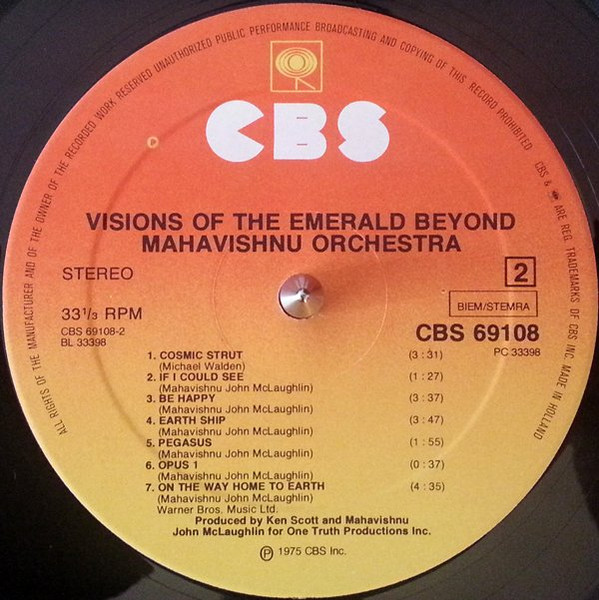 ALL RIGHTS OF THE MANUFACTURER AND OF THE OWNER OF THE RECORDED WORK RESERVED UNAUTHORIZED PUBLIC PERFORMANCE BROADCASTING AND COPYING OF THIS RECORD PROHIBITED
CBS & ARE REG. TRADEMARKS OF CBS INC. MADE IN HOLLAND
CBS
P
VISIONS OF THE EMERALD BEYOND
MAHAVISHNU ORCHESTRA
STEREO
2
33 1/3 RPM
BIEM/STEMRA
CBS 69108-2
CBS 69108
BL 33398
PC 33398
1. COSMIC STRUT (3 : 31)
(Michael Walden)
2. IF I COULD SEE (1 : 27)
(Mahavishnu John McLaughlin)
3. BE HAPPY (3 : 37)
(Mahavishnu John McLaughlin)
4. EARTH SHIP (3 : 47)
(Mahavishnu John McLaughlin)
5. PEGASUS (1 : 55)
(Mahavishnu John McLaughlin)
6. OPUS 1 (0 : 37)
(Mahavishnu John McLaughlin)
7. ON THE WAY HOME TO EARTH (4 : 35)
(Mahavishnu John McLaughlin)
Warner Bros. Music Ltd.
Produced by Ken Scott and Mahavishnu
John McLaughlin for One Truth Productions Inc.
℗ 1975 CBS Inc.